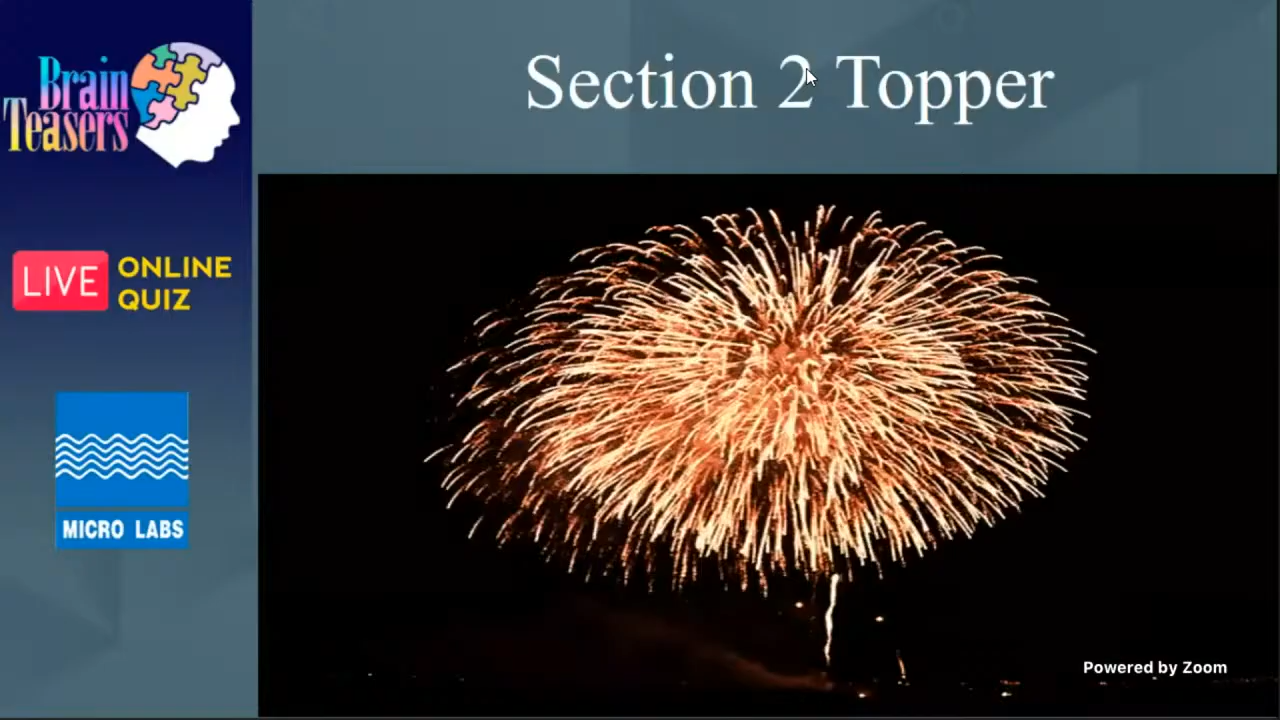 Brain
Teasers
LIVE ONLINE
QUIZ
MICRO LABS
Section 2 Topper
Powered by Zoom